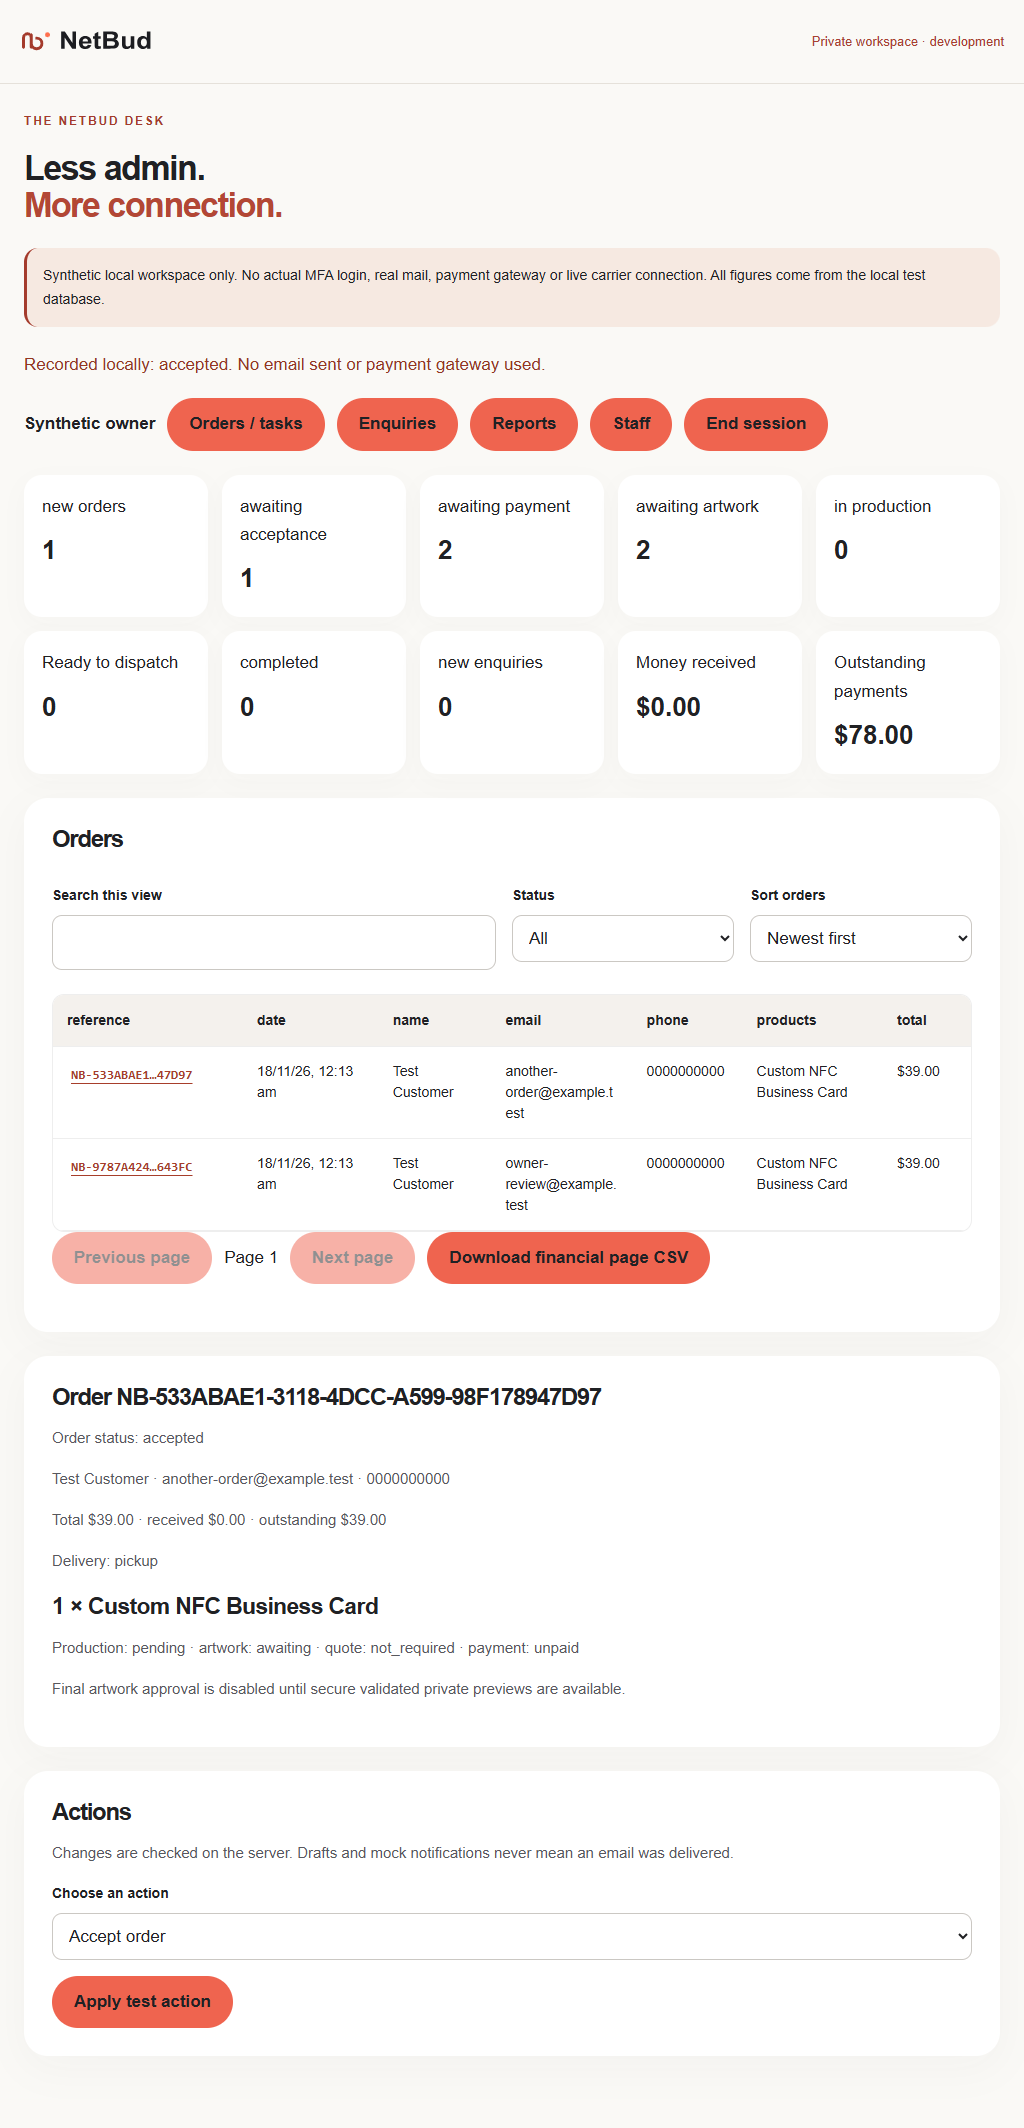 NetBud
Private workspace · development
THE NETBUD DESK
Less admin.
More connection.
Synthetic local workspace only. No actual MFA login, real mail, payment gateway or live carrier connection. All figures come from the local test
database.
Recorded locally: accepted. No email sent or payment gateway used.
Synthetic owner Orders / tasks Enquiries Reports Staff End session
new orders
1
awaiting
acceptance
1
awaiting payment
2
awaiting artwork
2
in production
0
Ready to dispatch
0
completed
0
new enquiries
0
Money received
$0.00
Outstanding
payments
$78.00
Orders
Search this view
Status
All
Sort orders
Newest first
reference date name email phone products total
NB-533ABAE1…47D97
18/11/26, 12:13
am
Test
Customer
another-
order@example.t
est
0000000000
Custom NFC
Business Card
$39.00
NB-9787A424…643FC
18/11/26, 12:13
am
Test
Customer
owner-
review@example.
test
0000000000
Custom NFC
Business Card
$39.00
Previous page Page 1 Next page Download financial page CSV
Order NB-533ABAE1-3118-4DCC-A599-98F178947D97
Order status: accepted
Test Customer · another-order@example.test · 0000000000
Total $39.00 · received $0.00 · outstanding $39.00
Delivery: pickup
1 × Custom NFC Business Card
Production: pending · artwork: awaiting · quote: not_required · payment: unpaid
Final artwork approval is disabled until secure validated private previews are available.
Actions
Changes are checked on the server. Drafts and mock notifications never mean an email was delivered.
Choose an action
Accept order
Apply test action